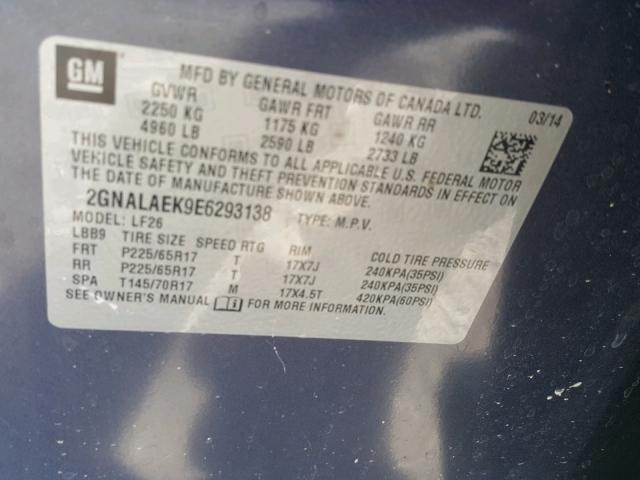 GM
MFD BY GENERAL MOTORS OF CANADA LTD.
03/14
GVWR GAWR FRT GAWR RR
2250 KG 1175 KG 1240 KG
4960 LB 2590 LB 2733 LB
THIS VEHICLE CONFORMS TO ALL APPLICABLE U.S. FEDERAL MOTOR
VEHICLE SAFETY AND THEFT PREVENTION STANDARDS IN EFFECT ON
THE DATE OF MANUFACTURE SHOWN ABOVE.
2GNALAEK9E6293138 TYPE: M.P.V.
MODEL: LF26
LBB9 TIRE SIZE SPEED RTG RIM COLD TIRE PRESSURE
FRT P225/65R17 T 17X7J 240KPA(35PSI)
RR P225/65R17 T 17X7J 240KPA(35PSI)
SPA T145/70R17 M 17X4.5T 420KPA(60PSI)
SEE OWNER'S MANUAL FOR MORE INFORMATION.